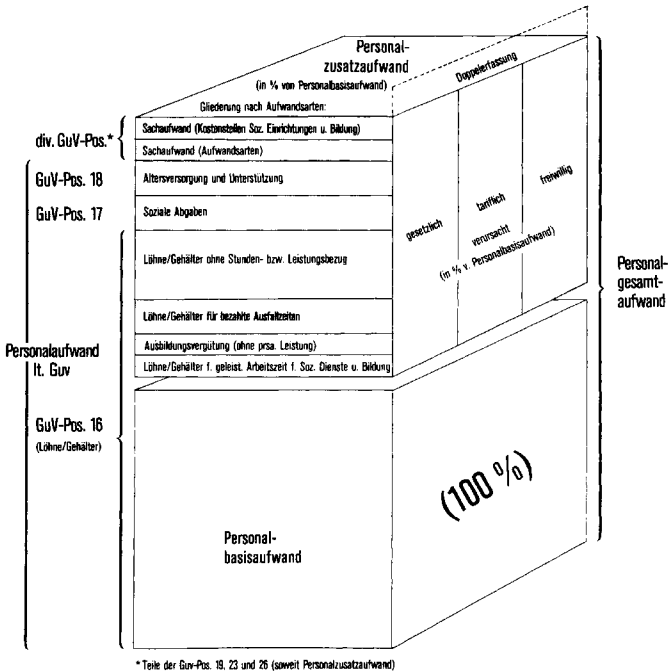 Personal-
zusatzaufwand
(in % von Personalbasisaufwand)
Doppelerfassung
Gliederung nach Aufwandsarten:
div. GuV-Pos.*
Sachaufwand (Kostenstellen Soz. Einrichtungen u. Bildung)
Sachaufwand (Aufwandsarten)
GuV-Pos. 18
Altersversorgung und Unterstützung
GuV-Pos. 17
Soziale Abgaben
gesetzlich
tariflich
freiwillig
verursacht
(in % v. Personalbasisaufwand)
Löhne/Gehälter ohne Stunden- bzw. Leistungsbezug
Personal-
gesamt-
aufwand
Löhne/Gehälter für bezahlte Ausfallzeiten
Ausbildungsvergütung (ohne prsa. Leistung)
Löhne/Gehälter f. geleist. Arbeitszeit f. Soz. Dienste u. Bildung
Personalaufwand
lt. Guv
GuV-Pos. 16
(Löhne/Gehälter)
(100 %)
Personal-
basisaufwand
* Teile der Guv-Pos. 19, 23 und 26 (soweit Personalzusatzaufwand)